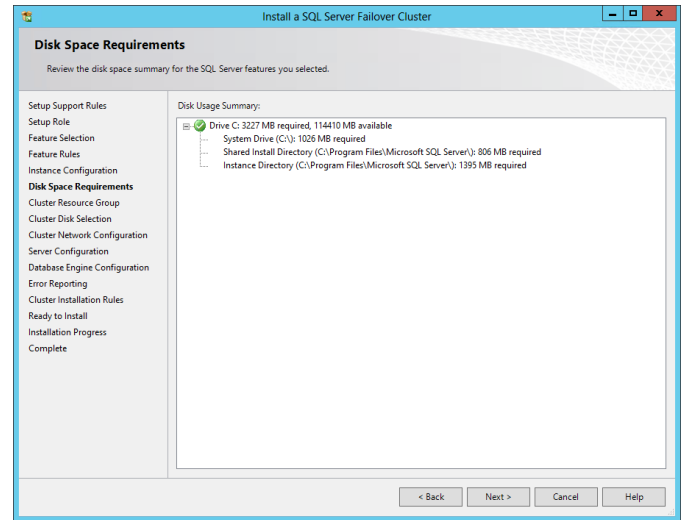 Install a SQL Server Failover Cluster
Disk Space Requirements
Review the disk space summary for the SQL Server features you selected.
Setup Support Rules
Setup Role
Feature Selection
Feature Rules
Instance Configuration
Disk Space Requirements
Cluster Resource Group
Cluster Disk Selection
Cluster Network Configuration
Server Configuration
Database Engine Configuration
Error Reporting
Cluster Installation Rules
Ready to Install
Installation Progress
Complete
Disk Usage Summary:
Drive C: 3227 MB required, 114410 MB available
System Drive (C:\): 1026 MB required
Shared Install Directory (C:\Program Files\Microsoft SQL Server\): 806 MB required
Instance Directory (C:\Program Files\Microsoft SQL Server\): 1395 MB required
< Back Next > Cancel Help